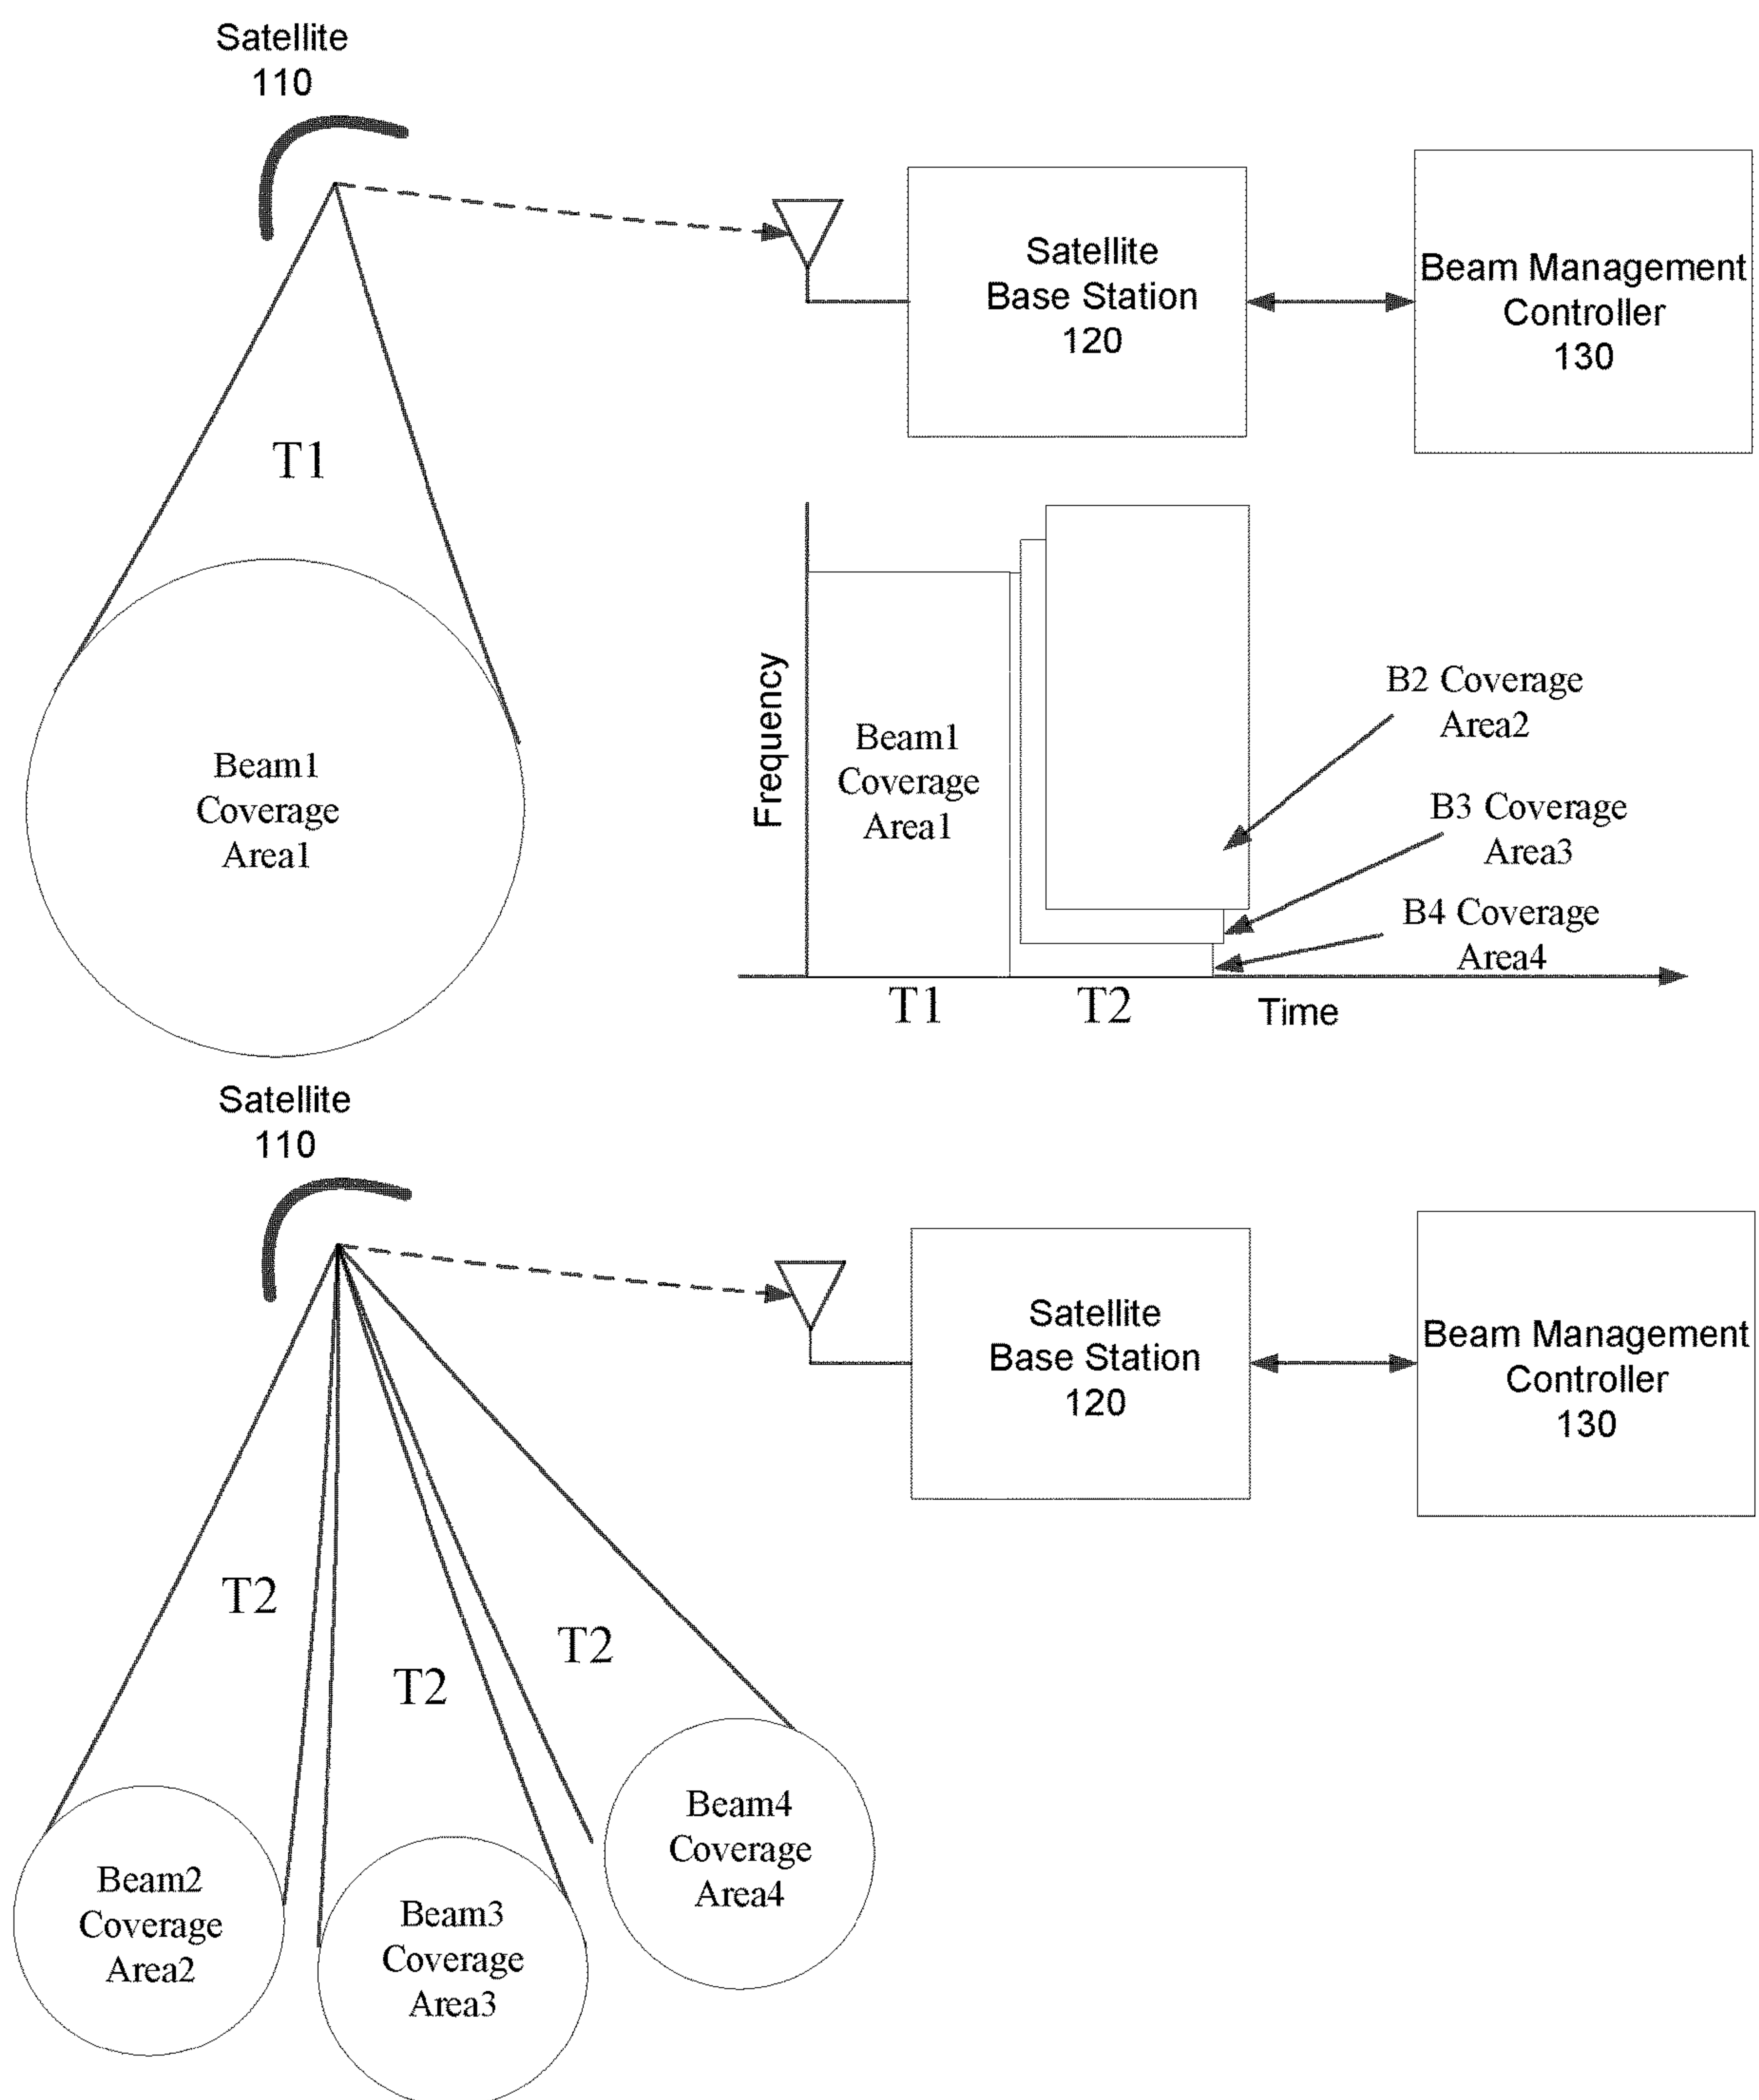 Satellite
110
Satellite
Base Station
120
Beam Management
Controller
130
T1
Beam1
Coverage
Area1
Frequency
Beam1
Coverage
Area1
B2 Coverage
Area2
B3 Coverage
Area3
B4 Coverage
Area4
T1
T2
Time
Satellite
110
Satellite
Base Station
120
Beam Management
Controller
130
T2
T2
T2
Beam2
Coverage
Area2
Beam3
Coverage
Area3
Beam4
Coverage
Area4